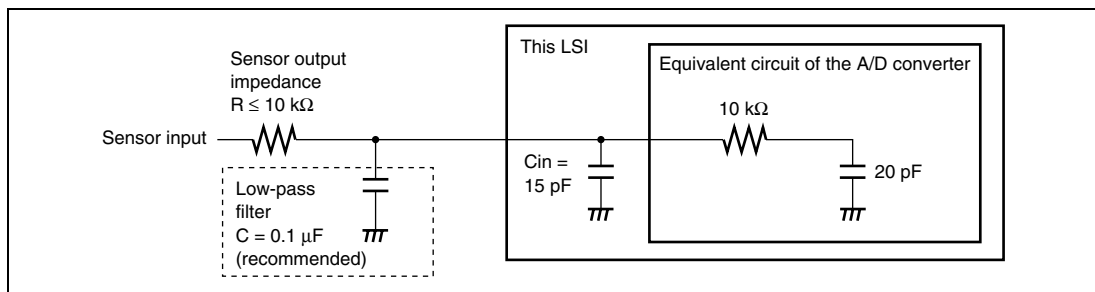 This LSI
Sensor output
impedance
R ≤ 10 kΩ
Equivalent circuit of the A/D converter
10 kΩ
Sensor input
Cin =
15 pF
20 pF
Low-pass
filter
C = 0.1 μF
(recommended)